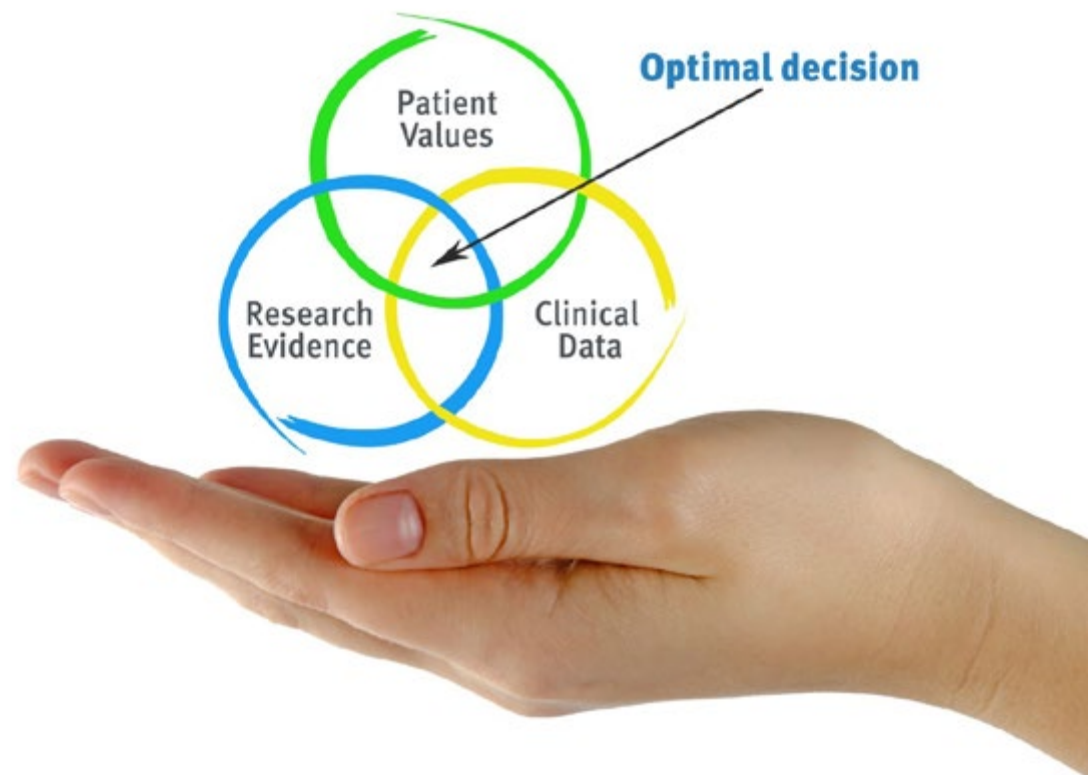 Optimal decision
Patient
Values
Research
Evidence
Clinical
Data